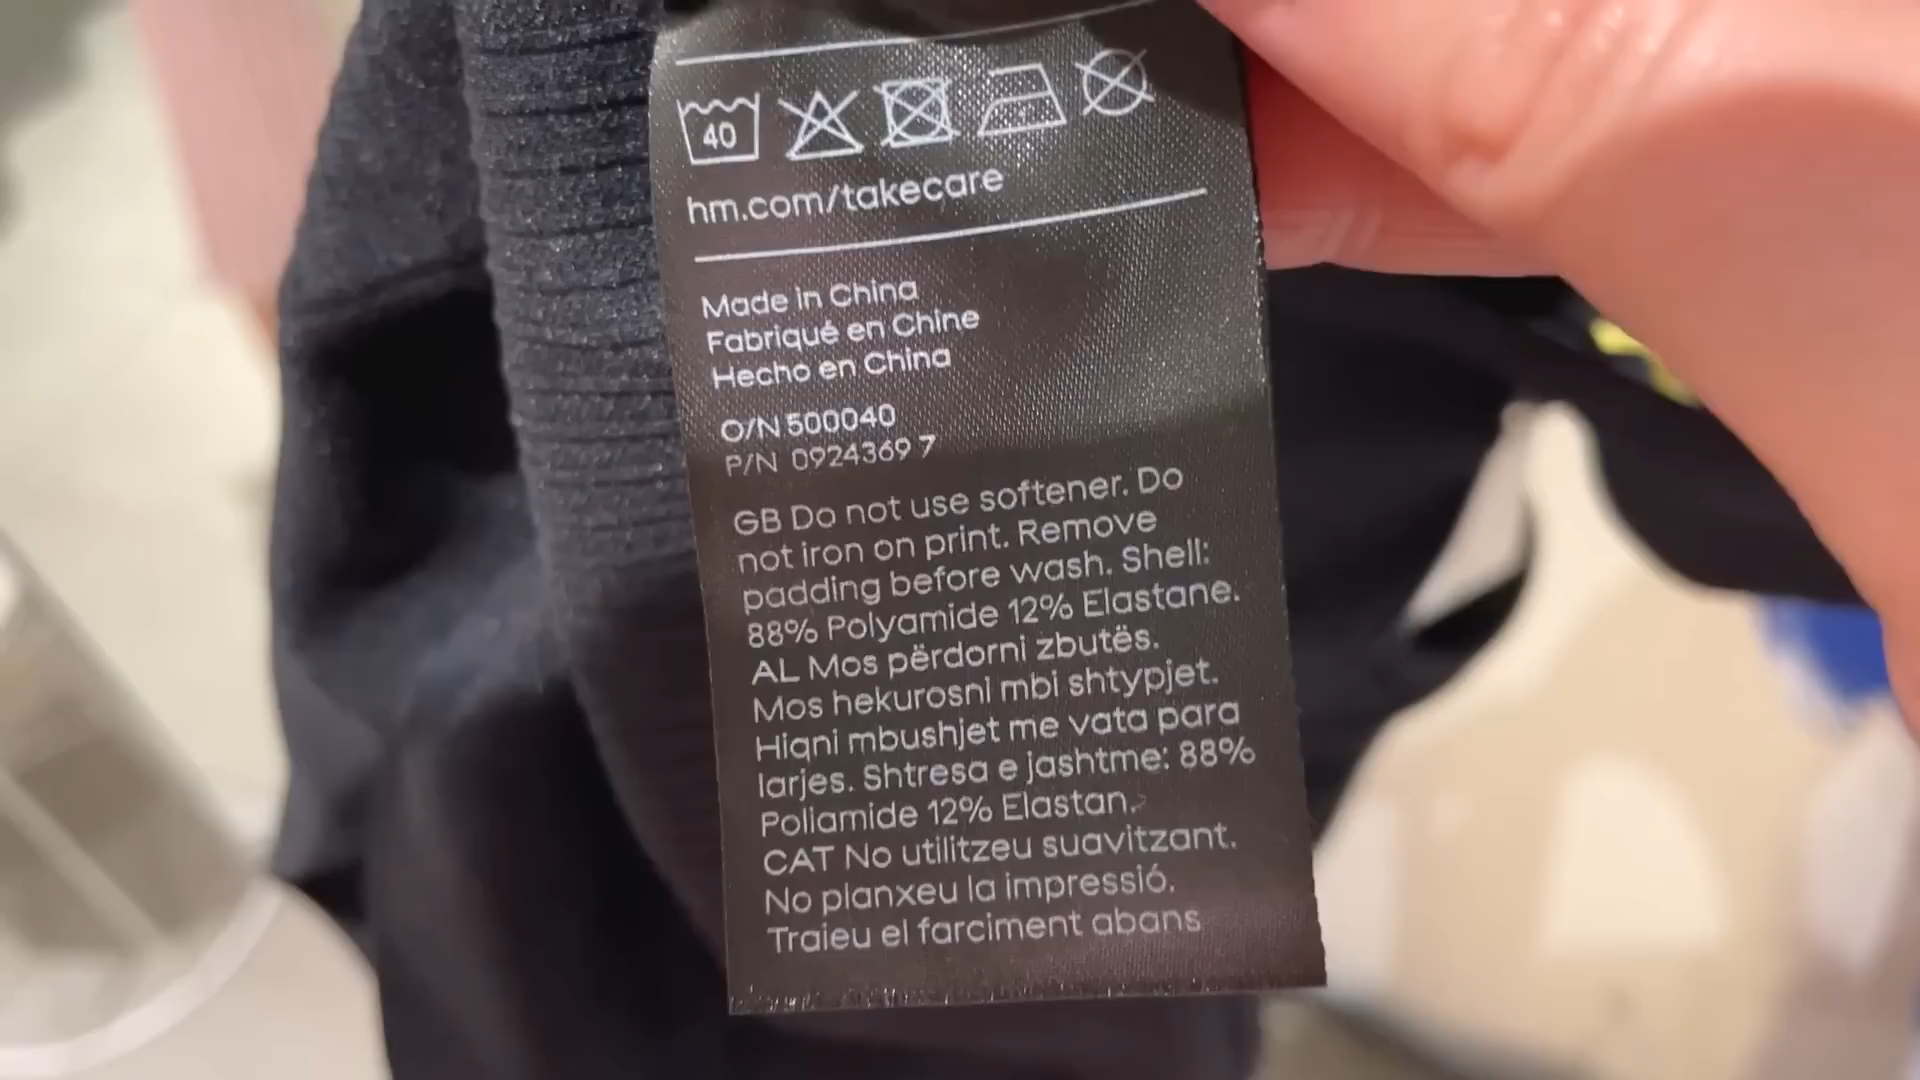 40
hm.com/takecare
Made in China
Fabriqué en Chine
Hecho en China
O/N 500040
P/N 0924369 7
GB Do not use softener. Do
not iron on print. Remove
padding before wash. Shell:
88% Polyamide 12% Elastane.
AL Mos përdorni zbutës.
Mos hekurosni mbi shtypjet.
Hiqni mbushjet me vata para
larjes. Shtresa e jashtme: 88%
Poliamide 12% Elastan.
CAT No utilitzeu suavitzant.
No planxeu la impressió.
Traieu el farciment abans